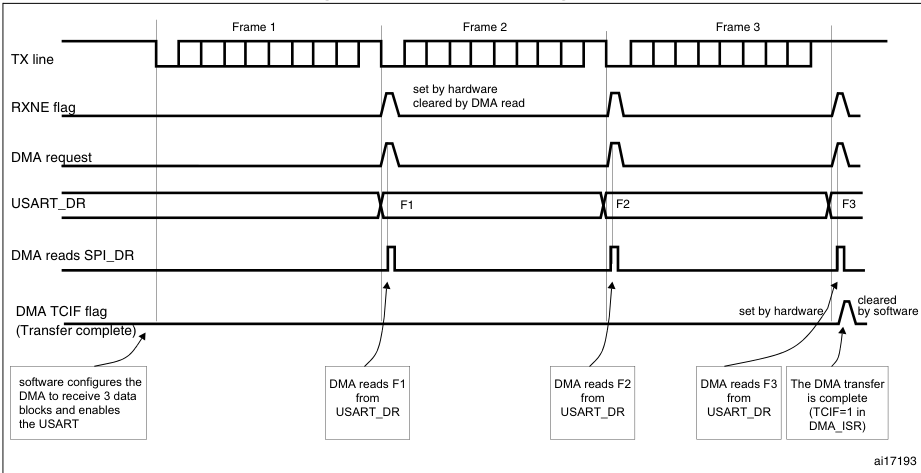 Frame 1
Frame 2
Frame 3
TX line
set by hardware
cleared by DMA read
RXNE flag
DMA request
USART_DR
F1
F2
F3
DMA reads SPI_DR
DMA TCIF flag
(Transfer complete)
set by hardware
cleared
by software
software configures the
DMA to receive 3 data
blocks and enables
the USART
DMA reads F1
from
USART_DR
DMA reads F2
from
USART_DR
DMA reads F3
from
USART_DR
The DMA transfer
is complete
(TCIF=1 in
DMA_ISR)
ai17193